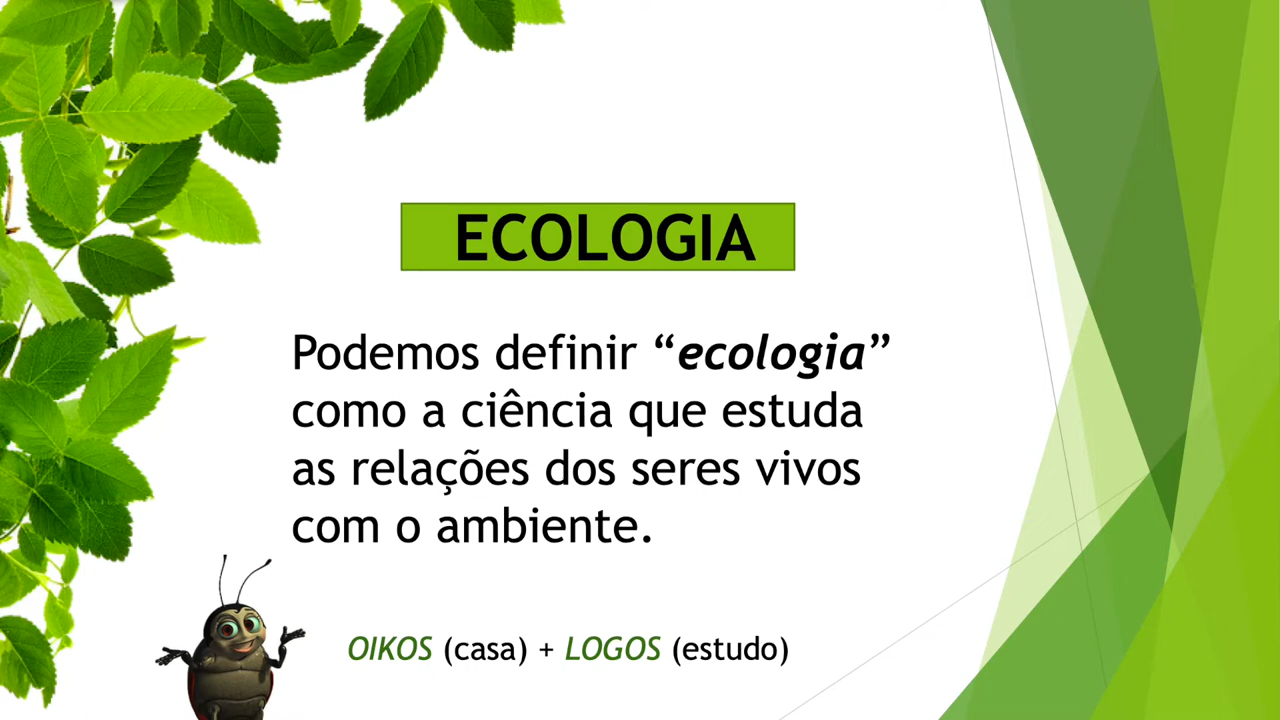 ECOLOGIA
Podemos definir “ecologia”
como a ciência que estuda
as relações dos seres vivos
com o ambiente.
OIKOS (casa) + LOGOS (estudo)